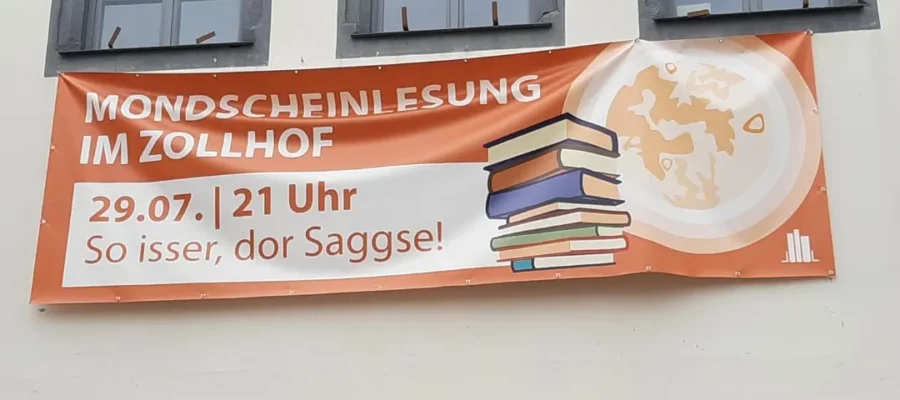 MONDSCHEINLESUNG
IM ZOLLHOF
29.07. | 21 Uhr
So isser, dor Saggse!